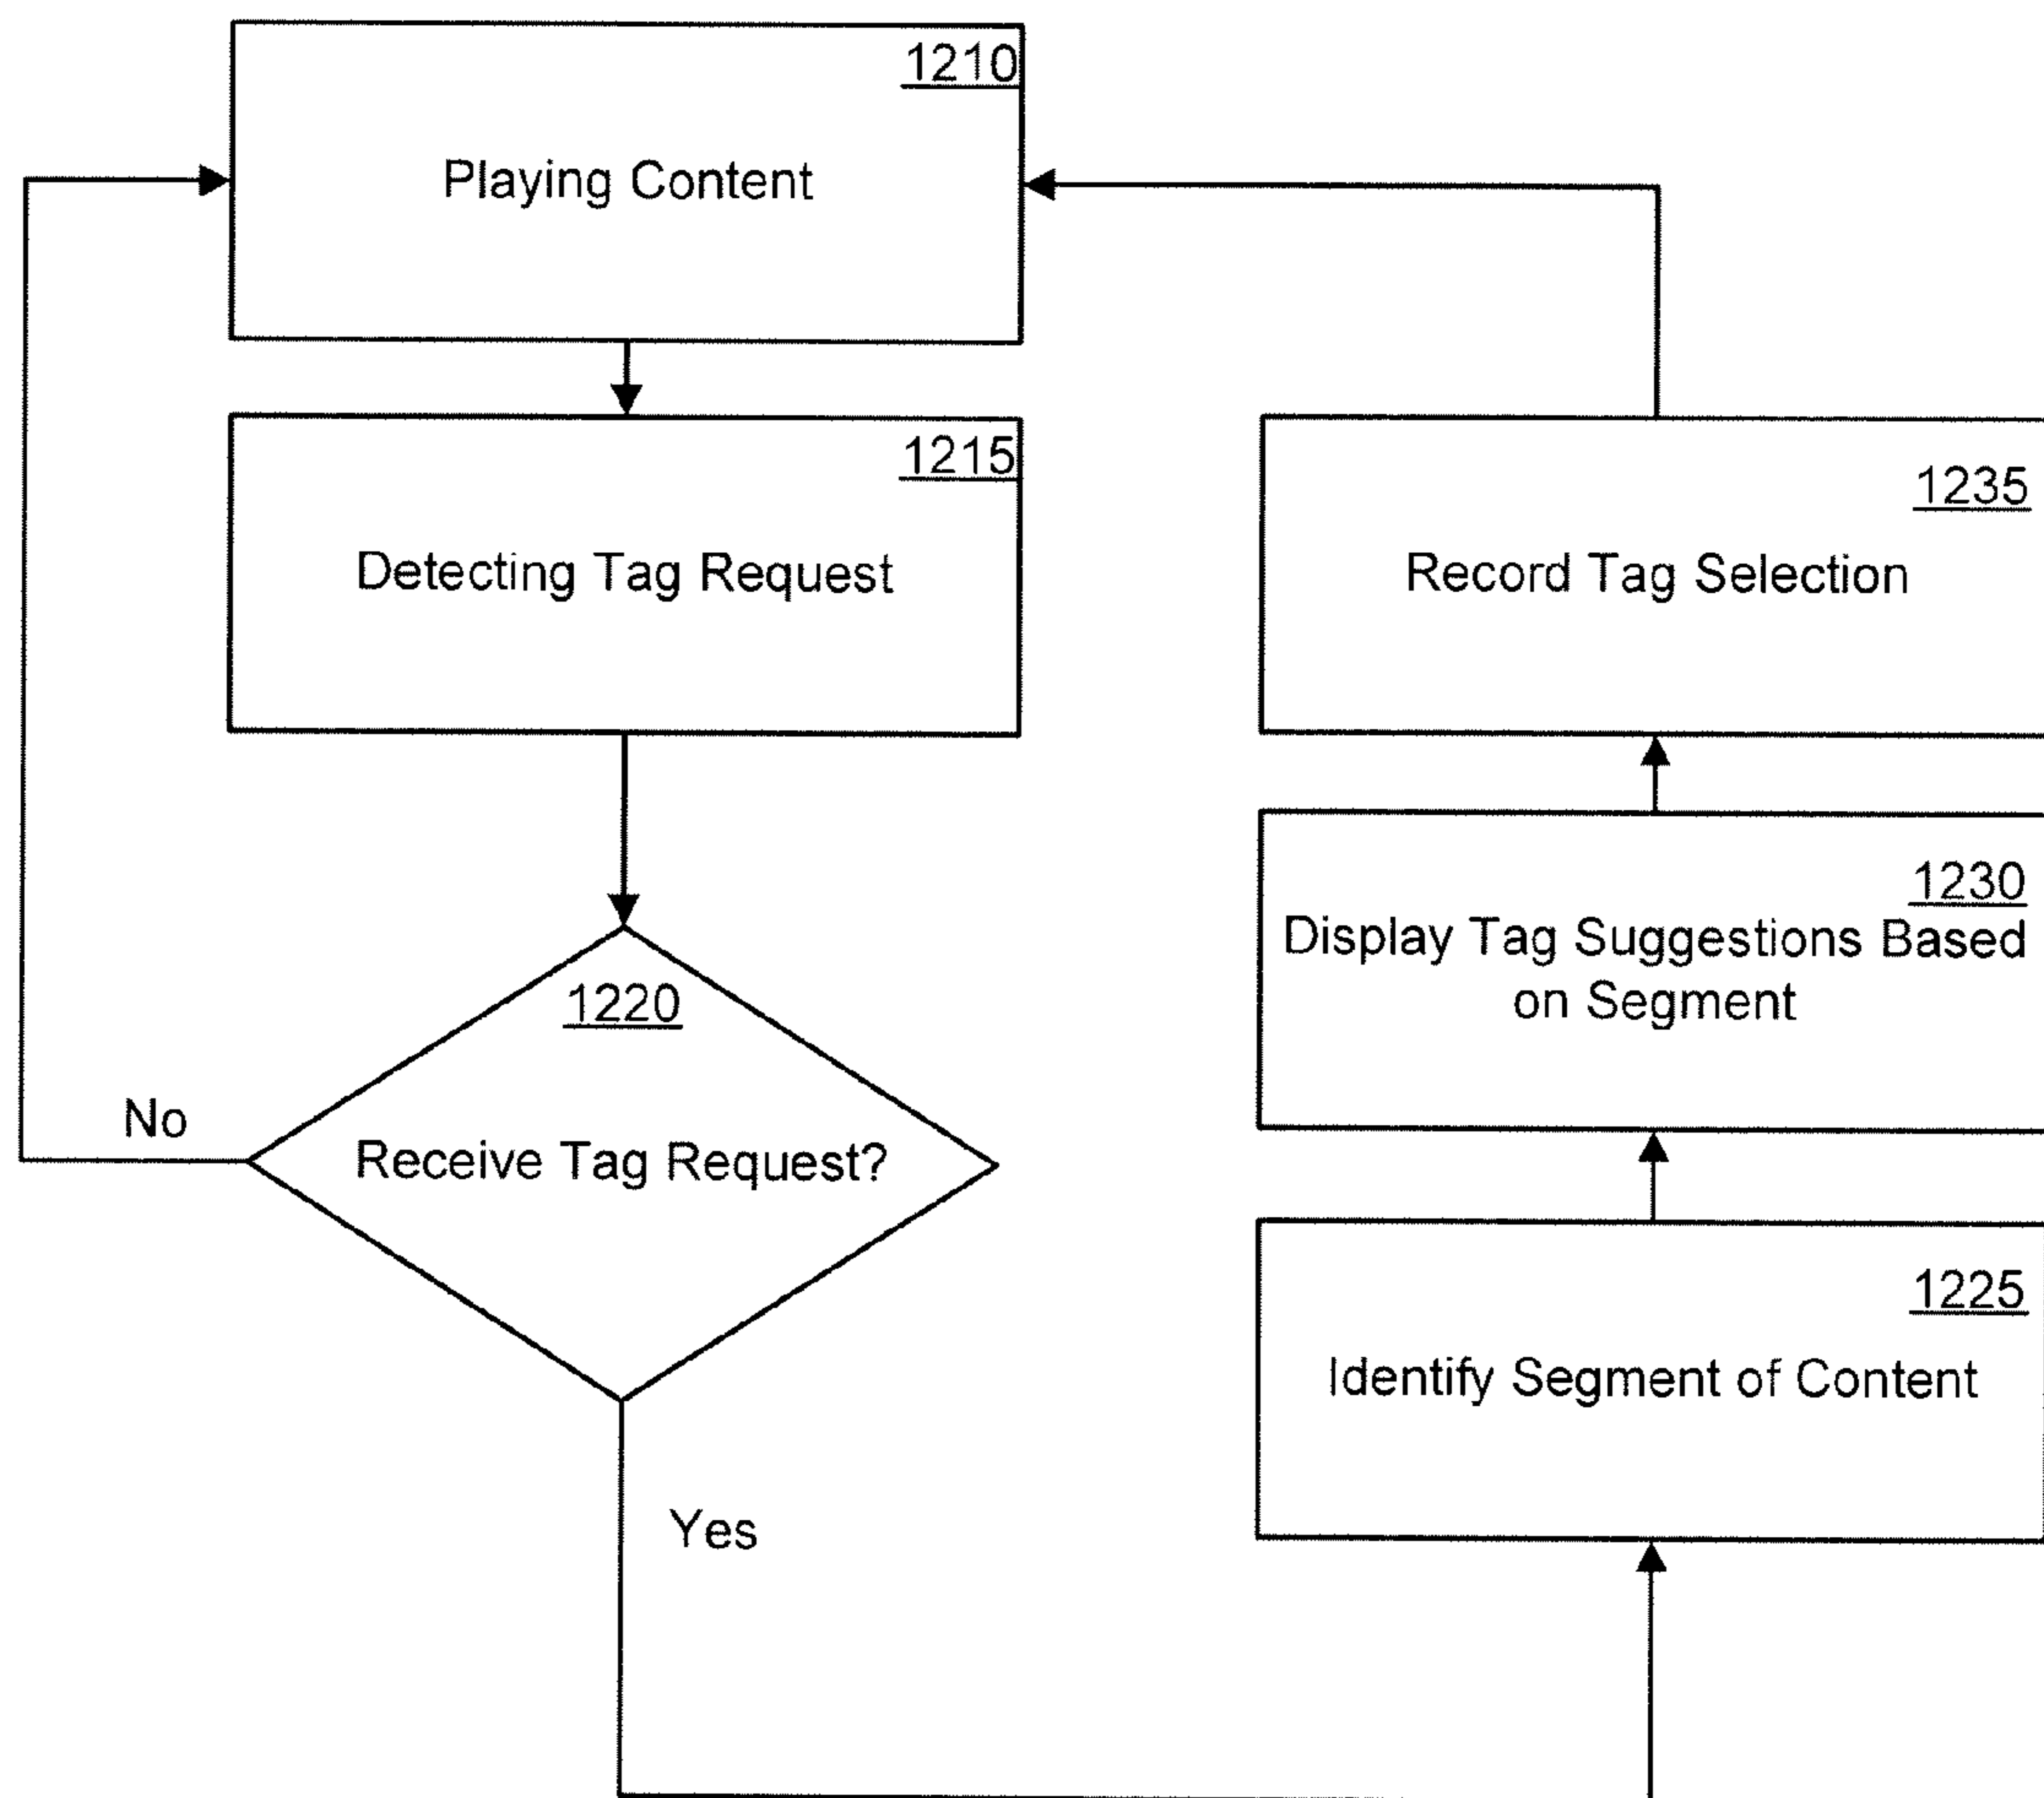 1210
Playing Content
1215
Detecting Tag Request
1220
Receive Tag Request?
No
Yes
1235
Record Tag Selection
1230
Display Tag Suggestions Based
on Segment
1225
Identify Segment of Content